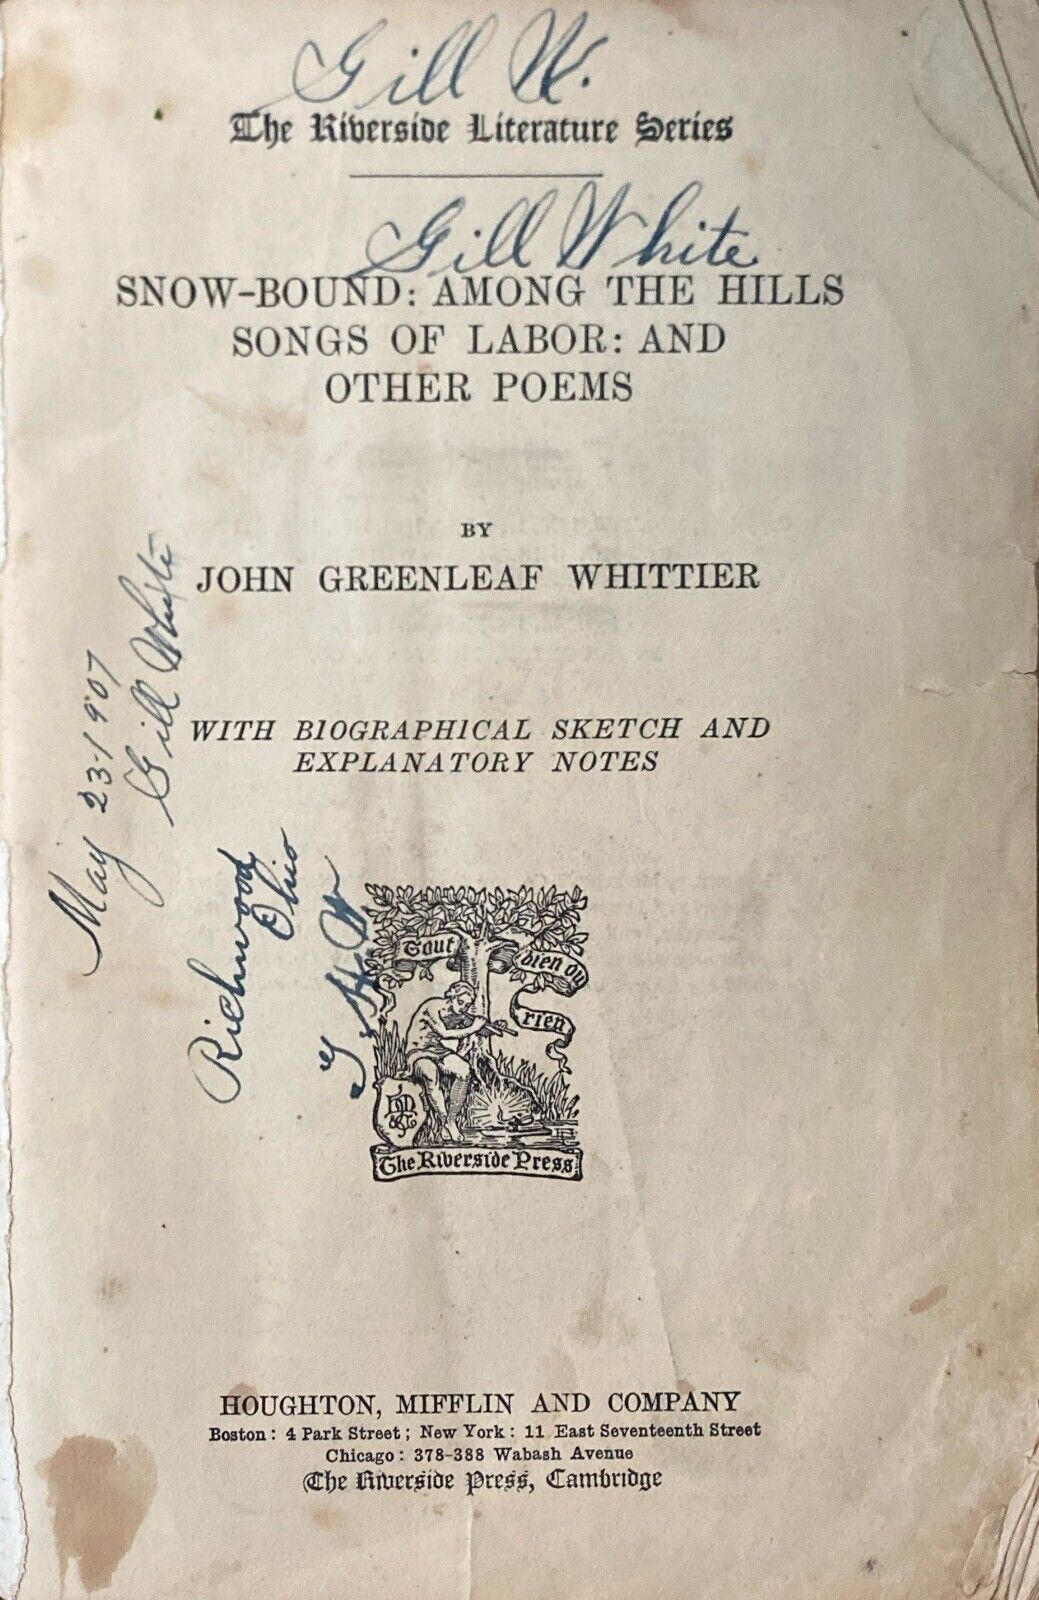 Gill W.
The Riverside Literature Series
Gill White
SNOW-BOUND: AMONG THE HILLS
SONGS OF LABOR: AND
OTHER POEMS
BY
JOHN GREENLEAF WHITTIER
May 23-1907
Gill White
WITH BIOGRAPHICAL SKETCH AND
EXPLANATORY NOTES
Richwood
Ohio
Tout
bien ou
rien
The Riverside Press
HOUGHTON, MIFFLIN AND COMPANY
Boston: 4 Park Street; New York: 11 East Seventeenth Street
Chicago: 378-388 Wabash Avenue
The Riverside Press, Cambridge